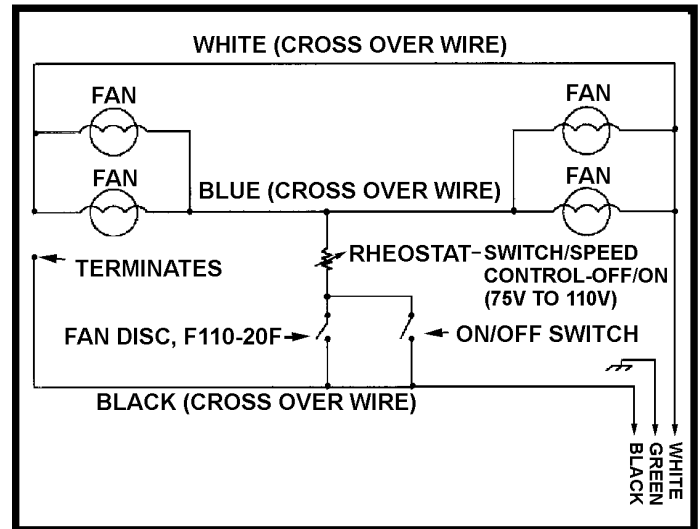 WHITE (CROSS OVER WIRE)
FAN
FAN
FAN
FAN
BLUE (CROSS OVER WIRE)
TERMINATES
RHEOSTAT-SWITCH/SPEED
CONTROL-OFF/ON
(75V TO 110V)
FAN DISC, F110-20F
ON/OFF SWITCH
BLACK (CROSS OVER WIRE)
BLACK
GREEN
WHITE